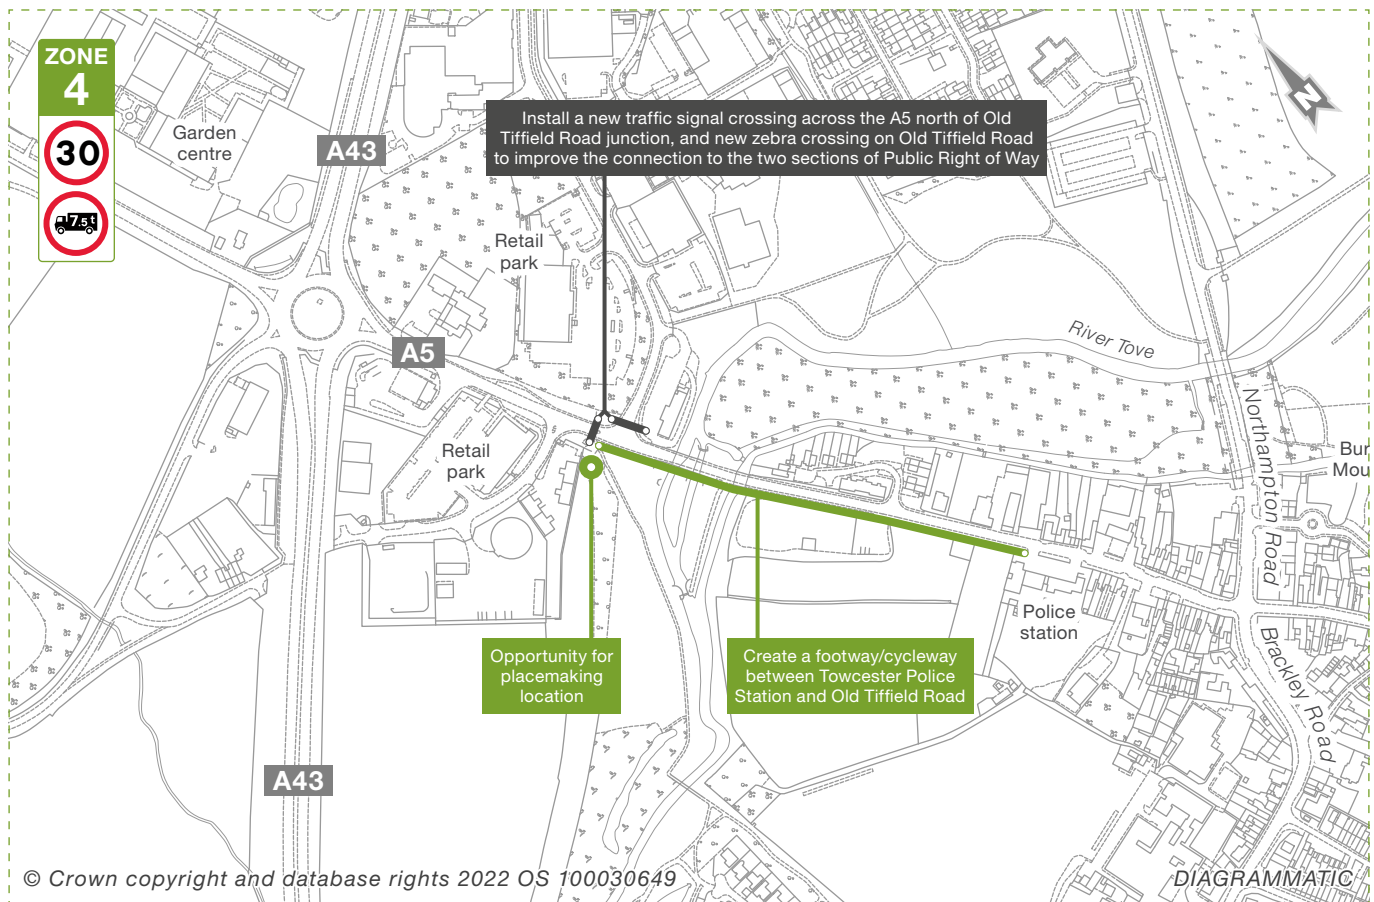 ZONE
4
30
7.5t
Garden
centre
A43
Install a new traffic signal crossing across the A5 north of Old
Tiffield Road junction, and new zebra crossing on Old Tiffield Road
to improve the connection to the two sections of Public Right of Way
N
Retail
park
A5
River Tove
Retail
park
Northampton Road
Bur
Mou
Police
station
Brackley Road
Opportunity for
placemaking
location
Create a footway/cycleway
between Towcester Police
Station and Old Tiffield Road
A43
© Crown copyright and database rights 2022 OS 100030649
DIAGRAMMATIC